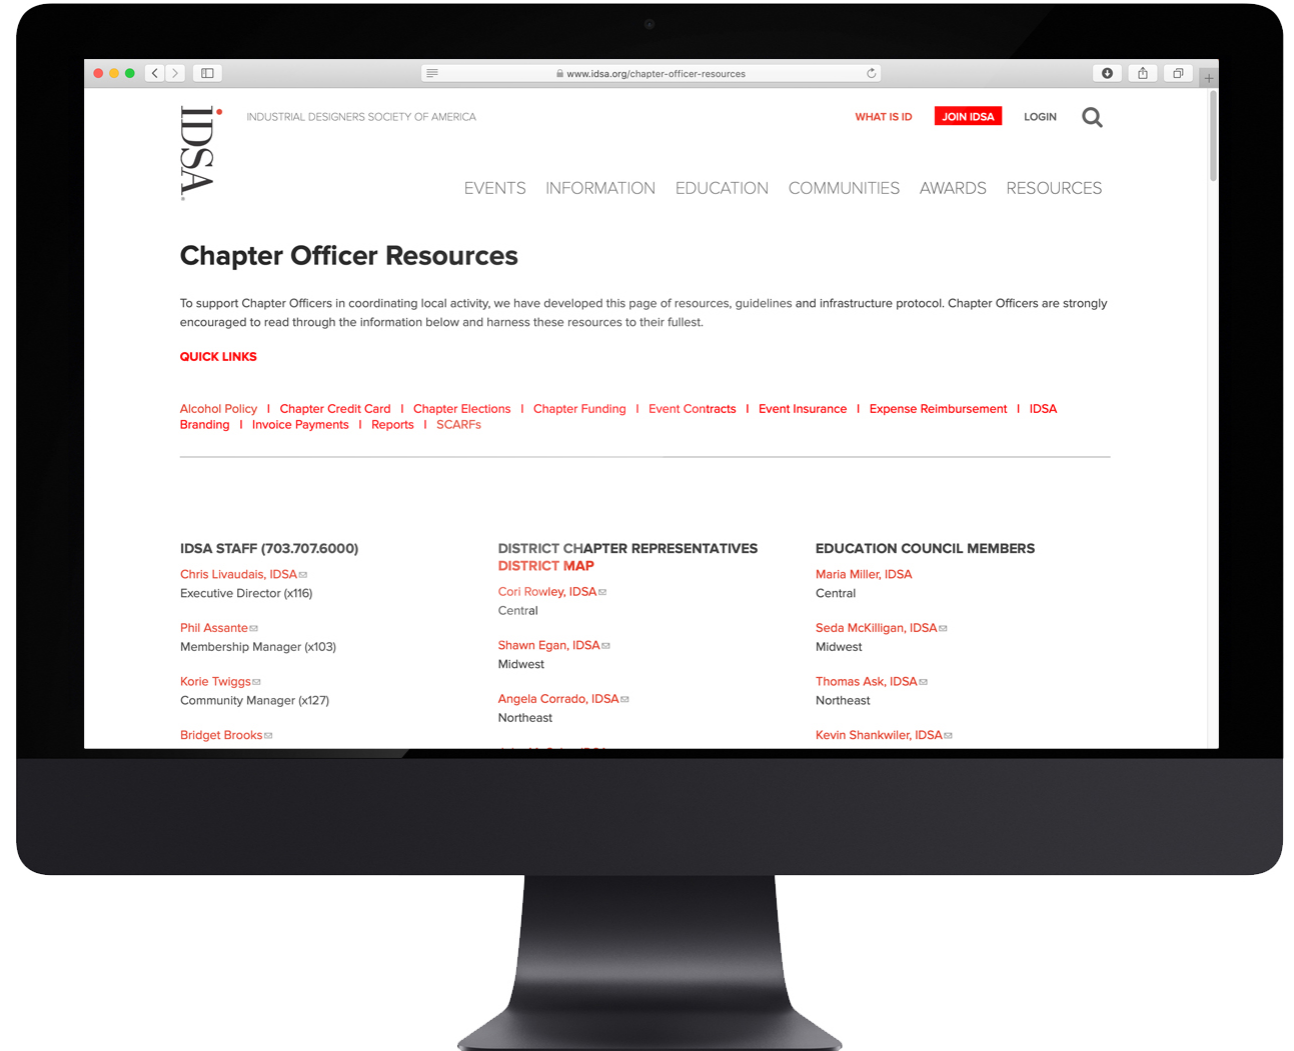 www.idsa.org/chapter-officer-resources
IDSA
INDUSTRIAL DESIGNERS SOCIETY OF AMERICA
WHAT IS ID
JOIN IDSA
LOGIN
EVENTS INFORMATION EDUCATION COMMUNITIES AWARDS RESOURCES
Chapter Officer Resources
To support Chapter Officers in coordinating local activity, we have developed this page of resources, guidelines and infrastructure protocol. Chapter Officers are strongly
encouraged to read through the information below and harness these resources to their fullest.
QUICK LINKS
Alcohol Policy I Chapter Credit Card I Chapter Elections I Chapter Funding I Event Contracts I Event Insurance I Expense Reimbursement I IDSA
Branding I Invoice Payments I Reports I SCARFs
IDSA STAFF (703.707.6000)
Chris Livaudais, IDSA
Executive Director (x116)
Phil Assante
Membership Manager (x103)
Korie Twiggs
Community Manager (x127)
Bridget Brooks
DISTRICT CHAPTER REPRESENTATIVES
DISTRICT MAP
Cori Rowley, IDSA
Central
Shawn Egan, IDSA
Midwest
Angela Corrado, IDSA
Northeast
EDUCATION COUNCIL MEMBERS
Maria Miller, IDSA
Central
Seda McKilligan, IDSA
Midwest
Thomas Ask, IDSA
Northeast
Kevin Shankwiler, IDSA